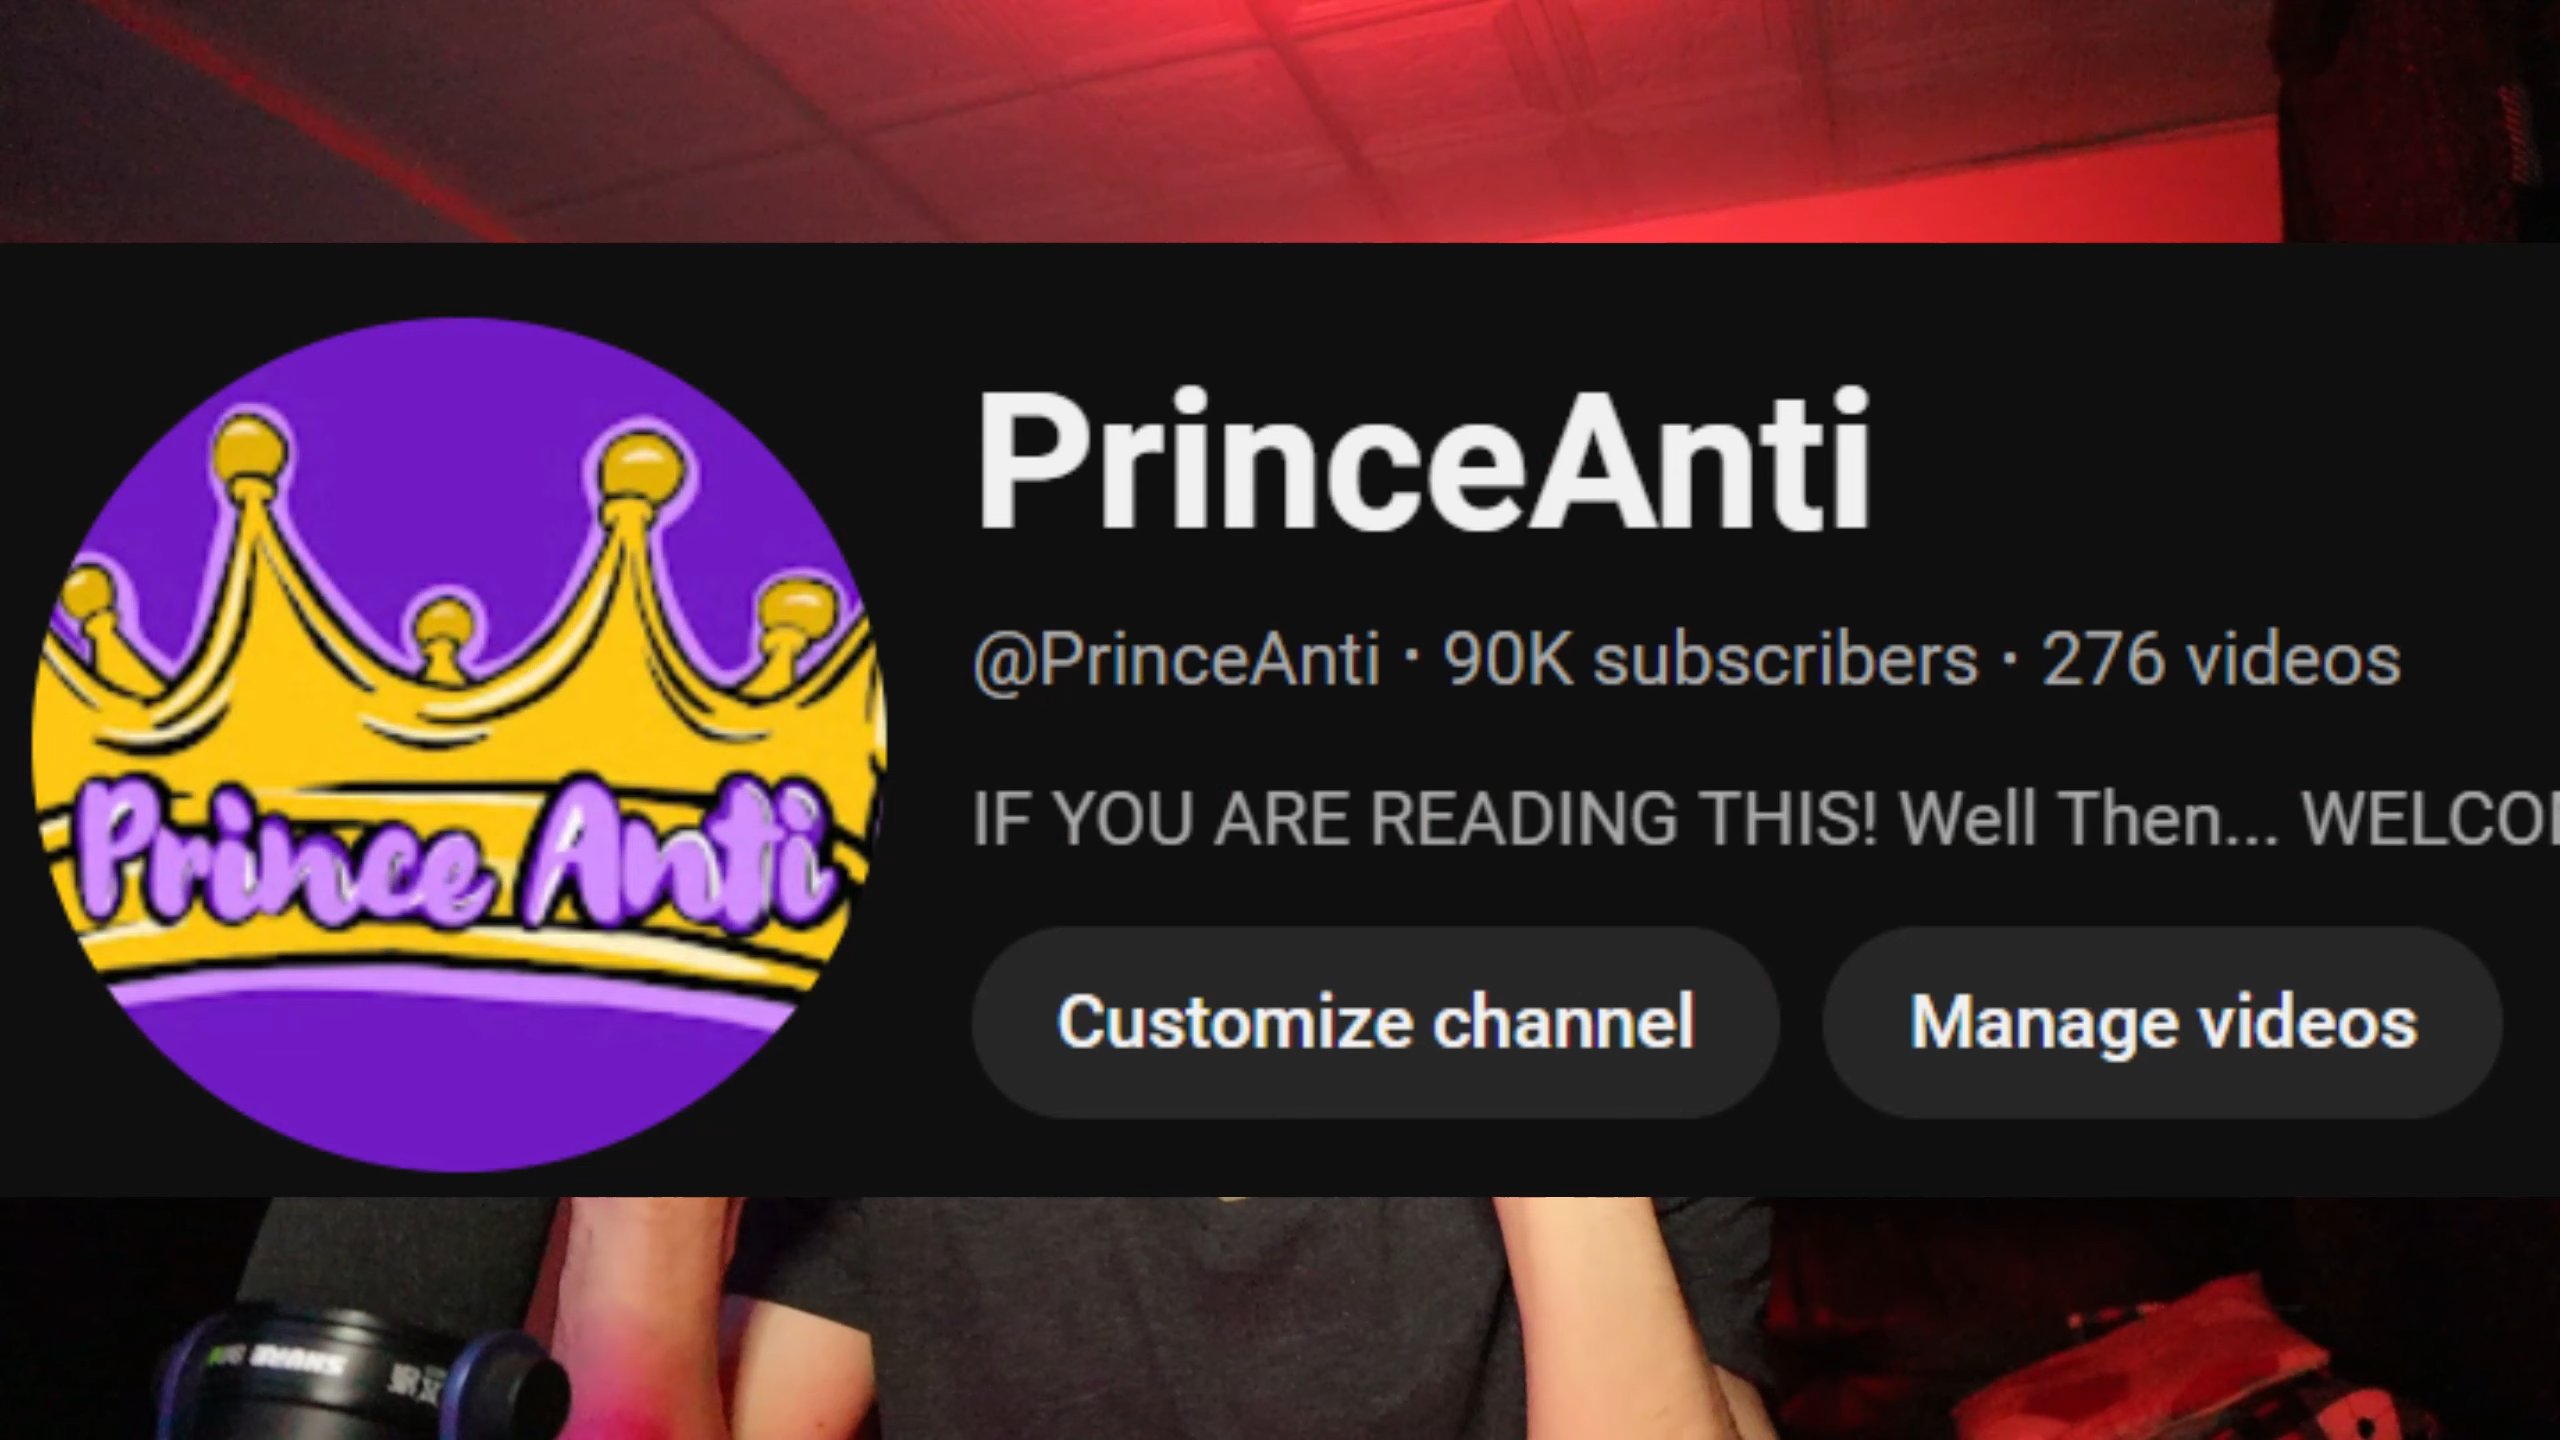 PrinceAnti
@PrinceAnti · 90K subscribers · 276 videos
IF YOU ARE READING THIS! Well Then... WELCO
Prince Anti
Customize channel
Manage videos
SHURE